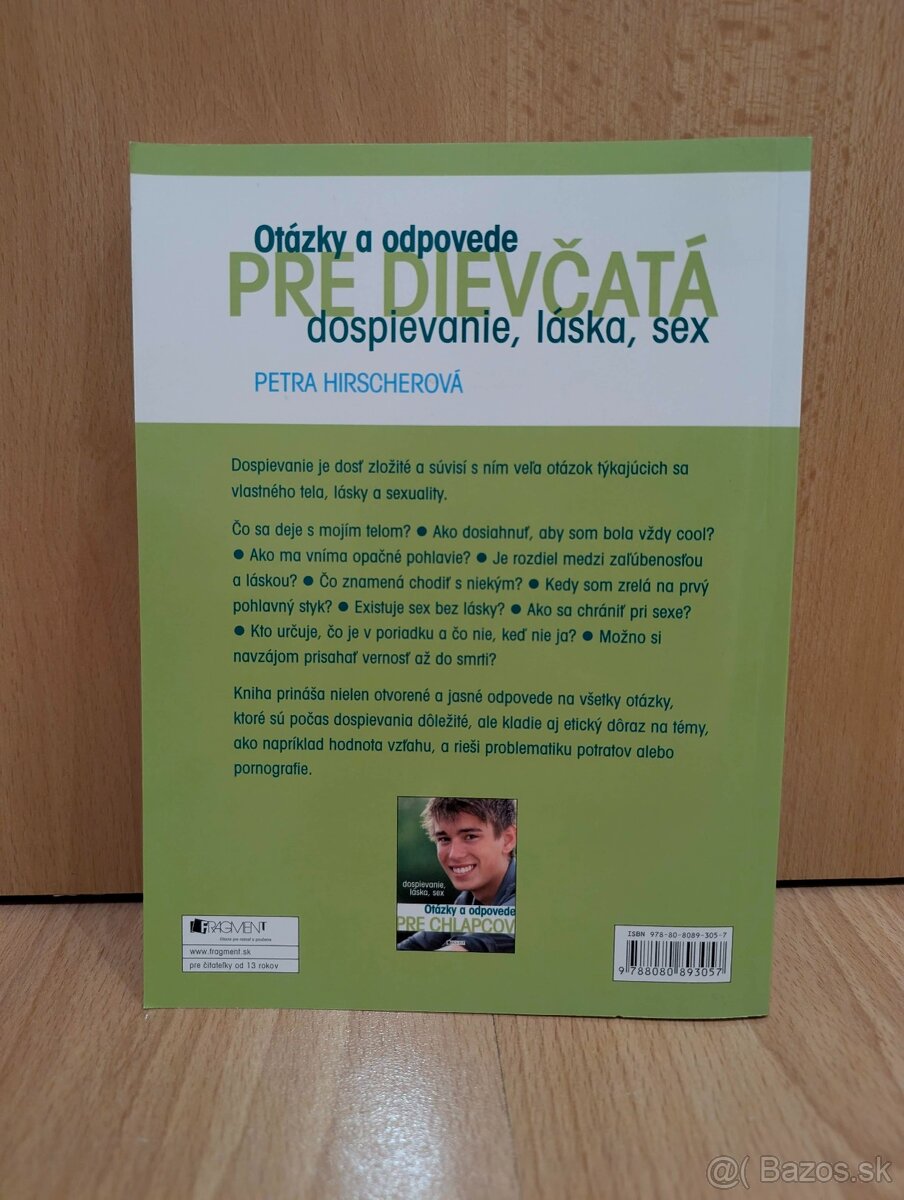 Otázky a odpovede
PRE DIEVČATÁ
dospievanie, láska, sex
PETRA HIRSCHEROVÁ
Dospievanie je dosť zložité a súvisí s ním veľa otázok týkajúcich sa
vlastného tela, lásky a sexuality.
Čo sa deje s mojím telom? ● Ako dosiahnuť, aby som bola vždy cool?
● Ako ma vníma opačné pohlavie? ● Je rozdiel medzi zaľúbenosťou
a láskou? ● Čo znamená chodiť s niekým? ● Kedy som zrelá na prvý
pohlavný styk? ● Existuje sex bez lásky? ● Ako sa chrániť pri sexe?
● Kto určuje, čo je v poriadku a čo nie, keď nie ja? ● Možno si
navzájom prisahať vernosť až do smrti?
Kniha prináša nielen otvorené a jasné odpovede na všetky otázky,
ktoré sú počas dospievania dôležité, ale kladie aj etický dôraz na témy,
ako napríklad hodnota vzťahu, a rieši problematiku potratov alebo
pornografie.
dospievanie,
láska, sex
Otázky a odpovede
PRE CHLAPCOV
FRAGMENT
www.fragment.sk
pre čitateľky od 13 rokov
ISBN 978-80-8089-305-7
9 788080 893057
@( Bazos.sk